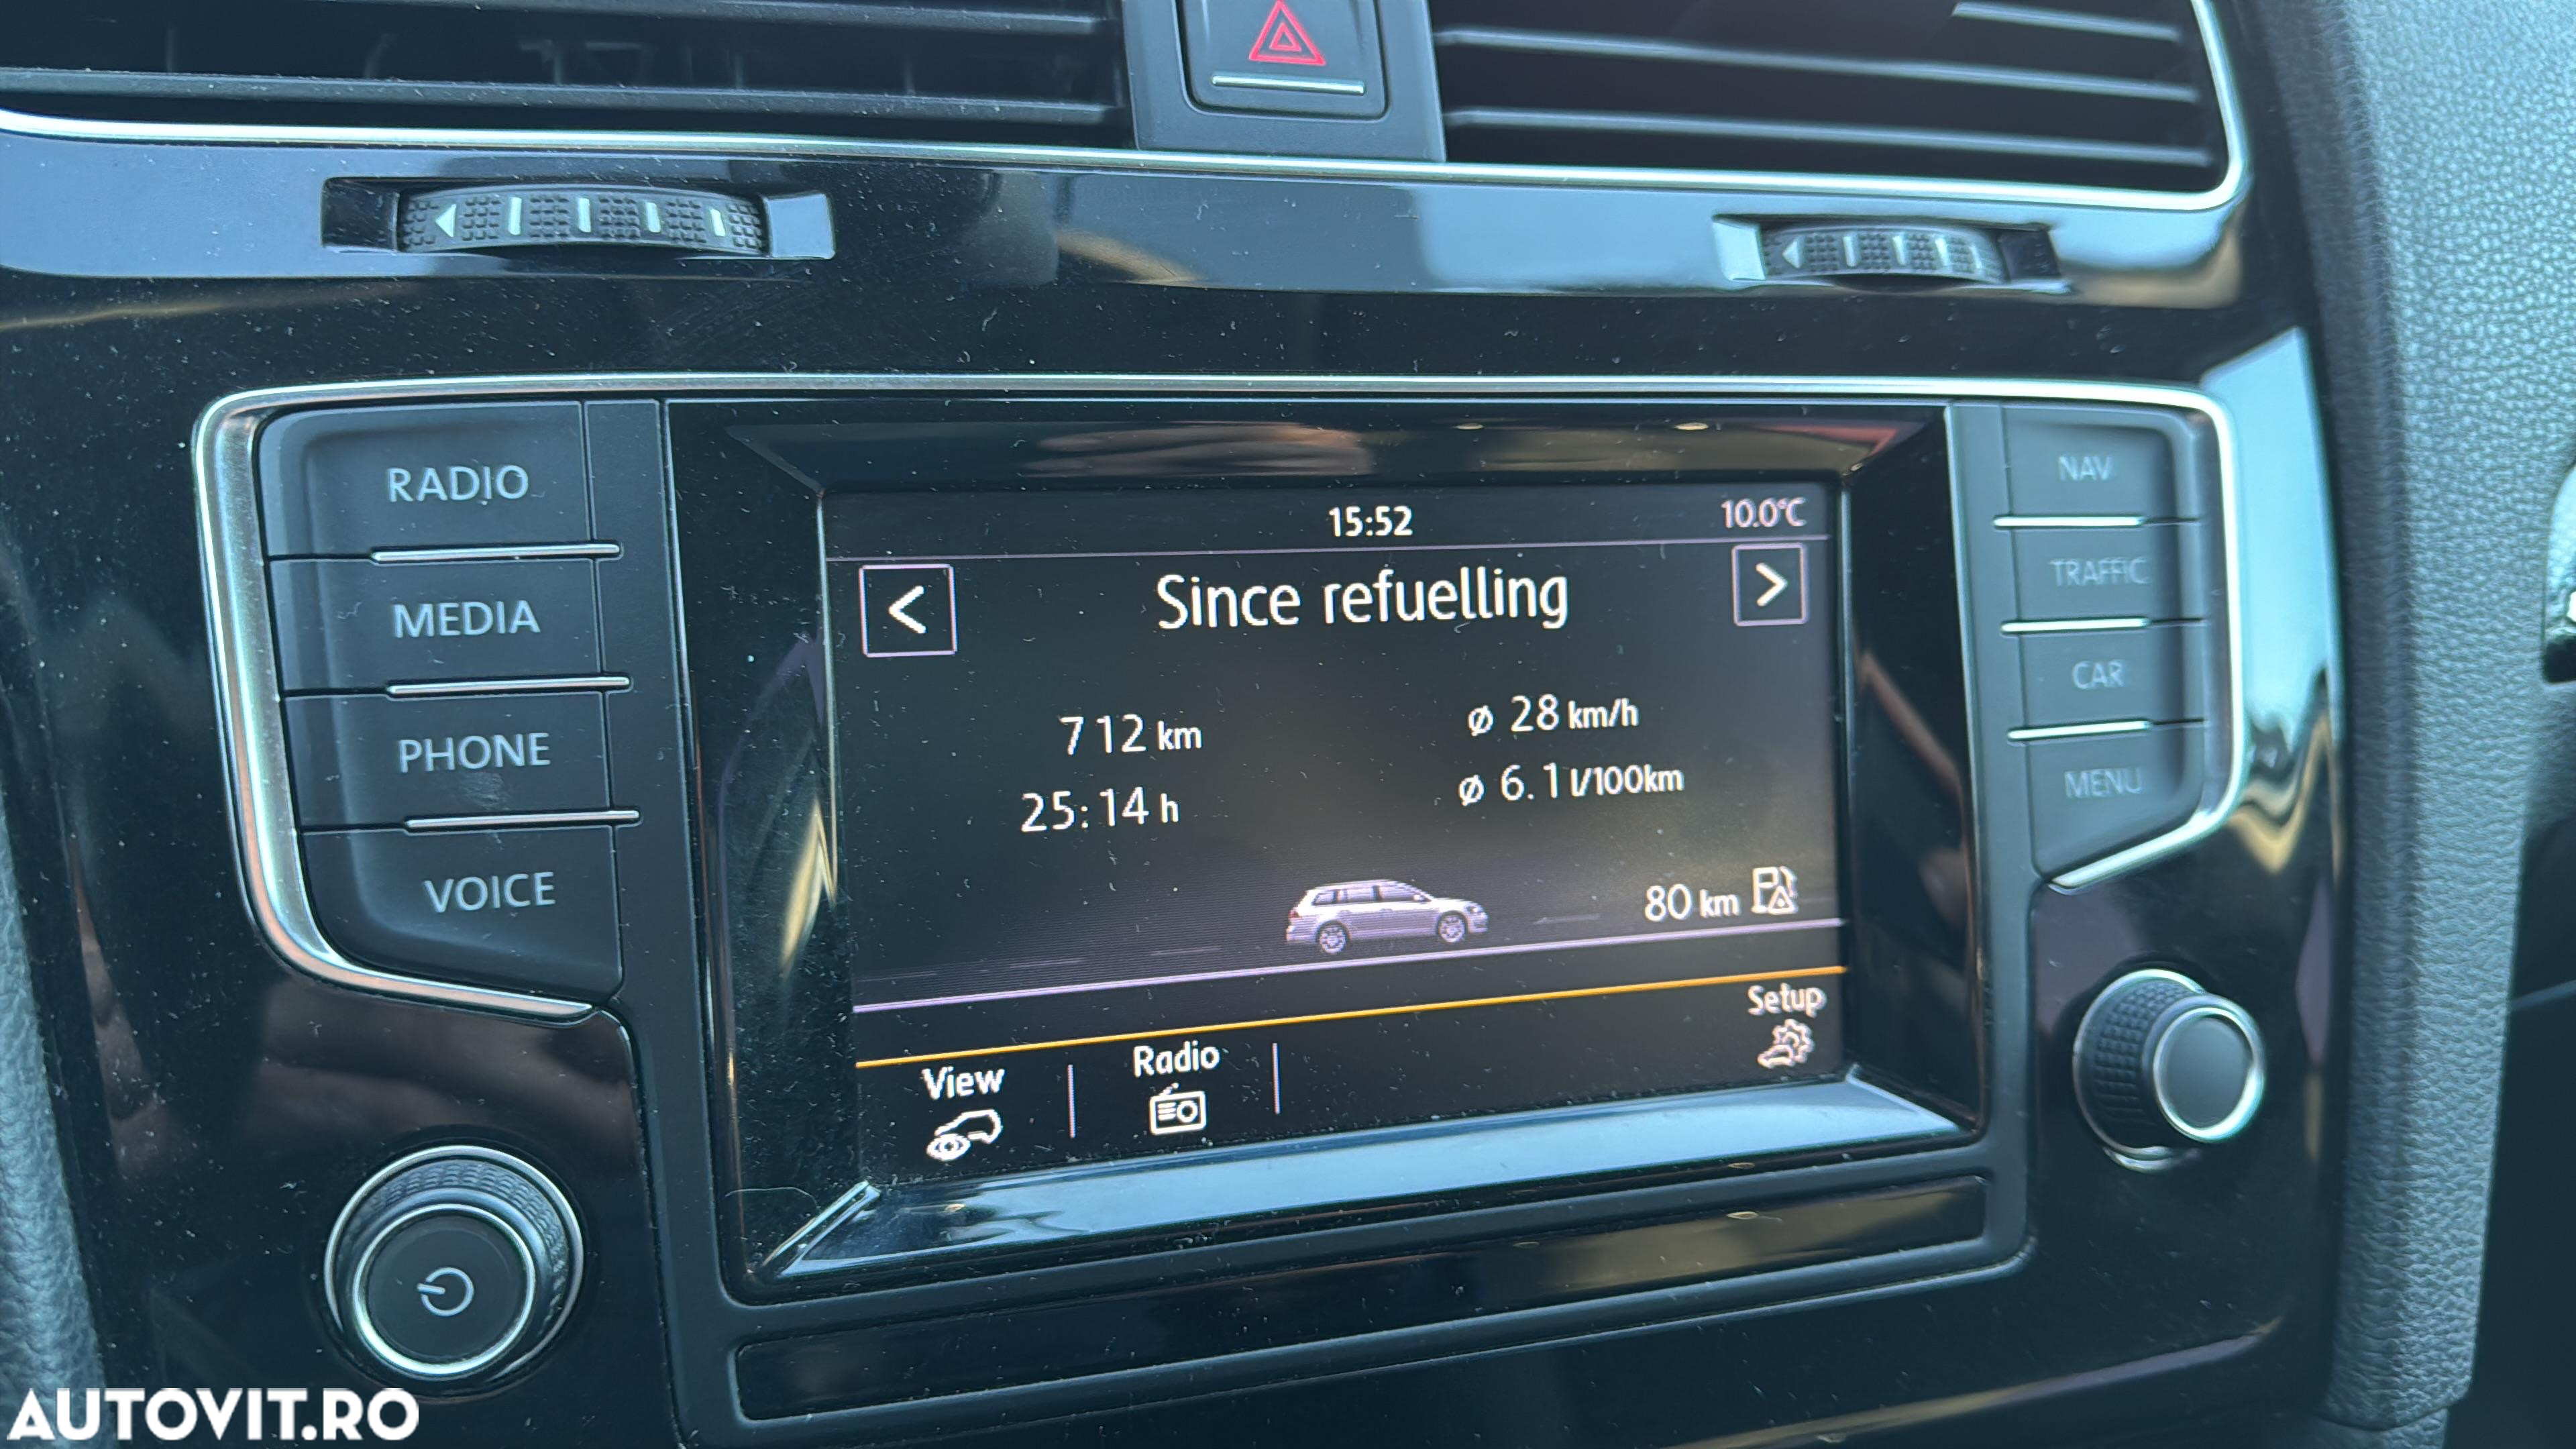 RADIO
MEDIA
PHONE
VOICE
15:52
10.0°C
<
Since refuelling
>
712 km
ø 28 km/h
25:14 h
ø 6.1 l/100km
80 km
View
Radio
Setup
NAV
TRAFFIC
CAR
MENU
AUTOVIT.RO